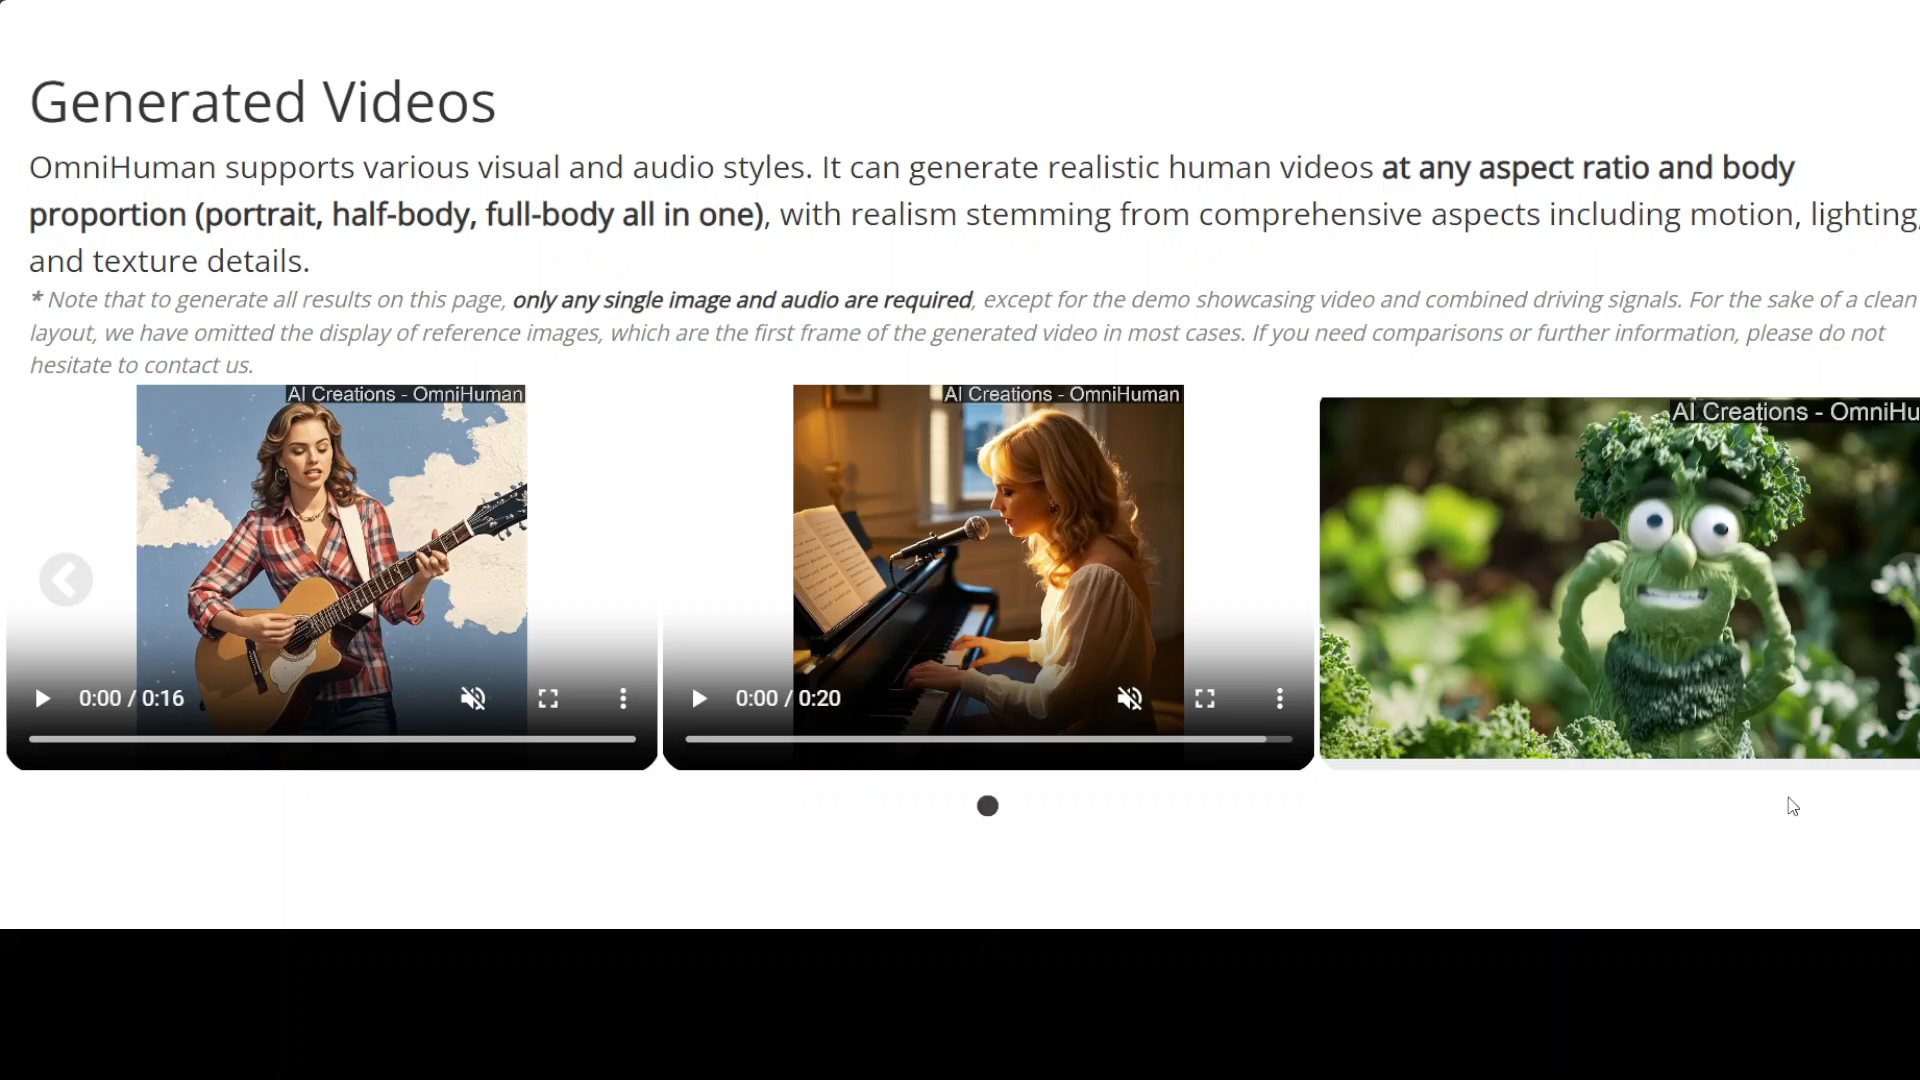 Generated Videos
OmniHuman supports various visual and audio styles. It can generate realistic human videos at any aspect ratio and body
proportion (portrait, half-body, full-body all in one), with realism stemming from comprehensive aspects including motion, lighting,
and texture details.
* Note that to generate all results on this page, only any single image and audio are required, except for the demo showcasing video and combined driving signals. For the sake of a clean
layout, we have omitted the display of reference images, which are the first frame of the generated video in most cases. If you need comparisons or further information, please do not
hesitate to contact us.
AI Creations - OmniHuman
AI Creations - OmniHuman
AI Creations - OmniHu
0:00 / 0:16
0:00 / 0:20